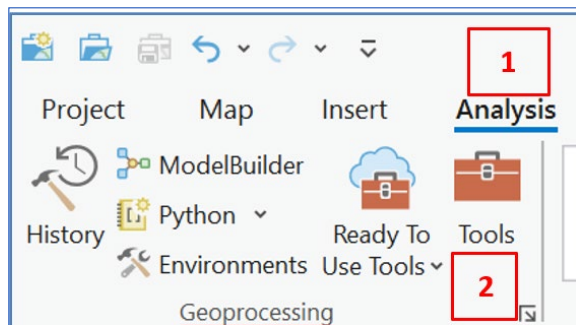 1
Project Map Insert Analysis
ModelBuilder
Python
Environments
History
Ready To
Use Tools
Tools
2
Geoprocessing